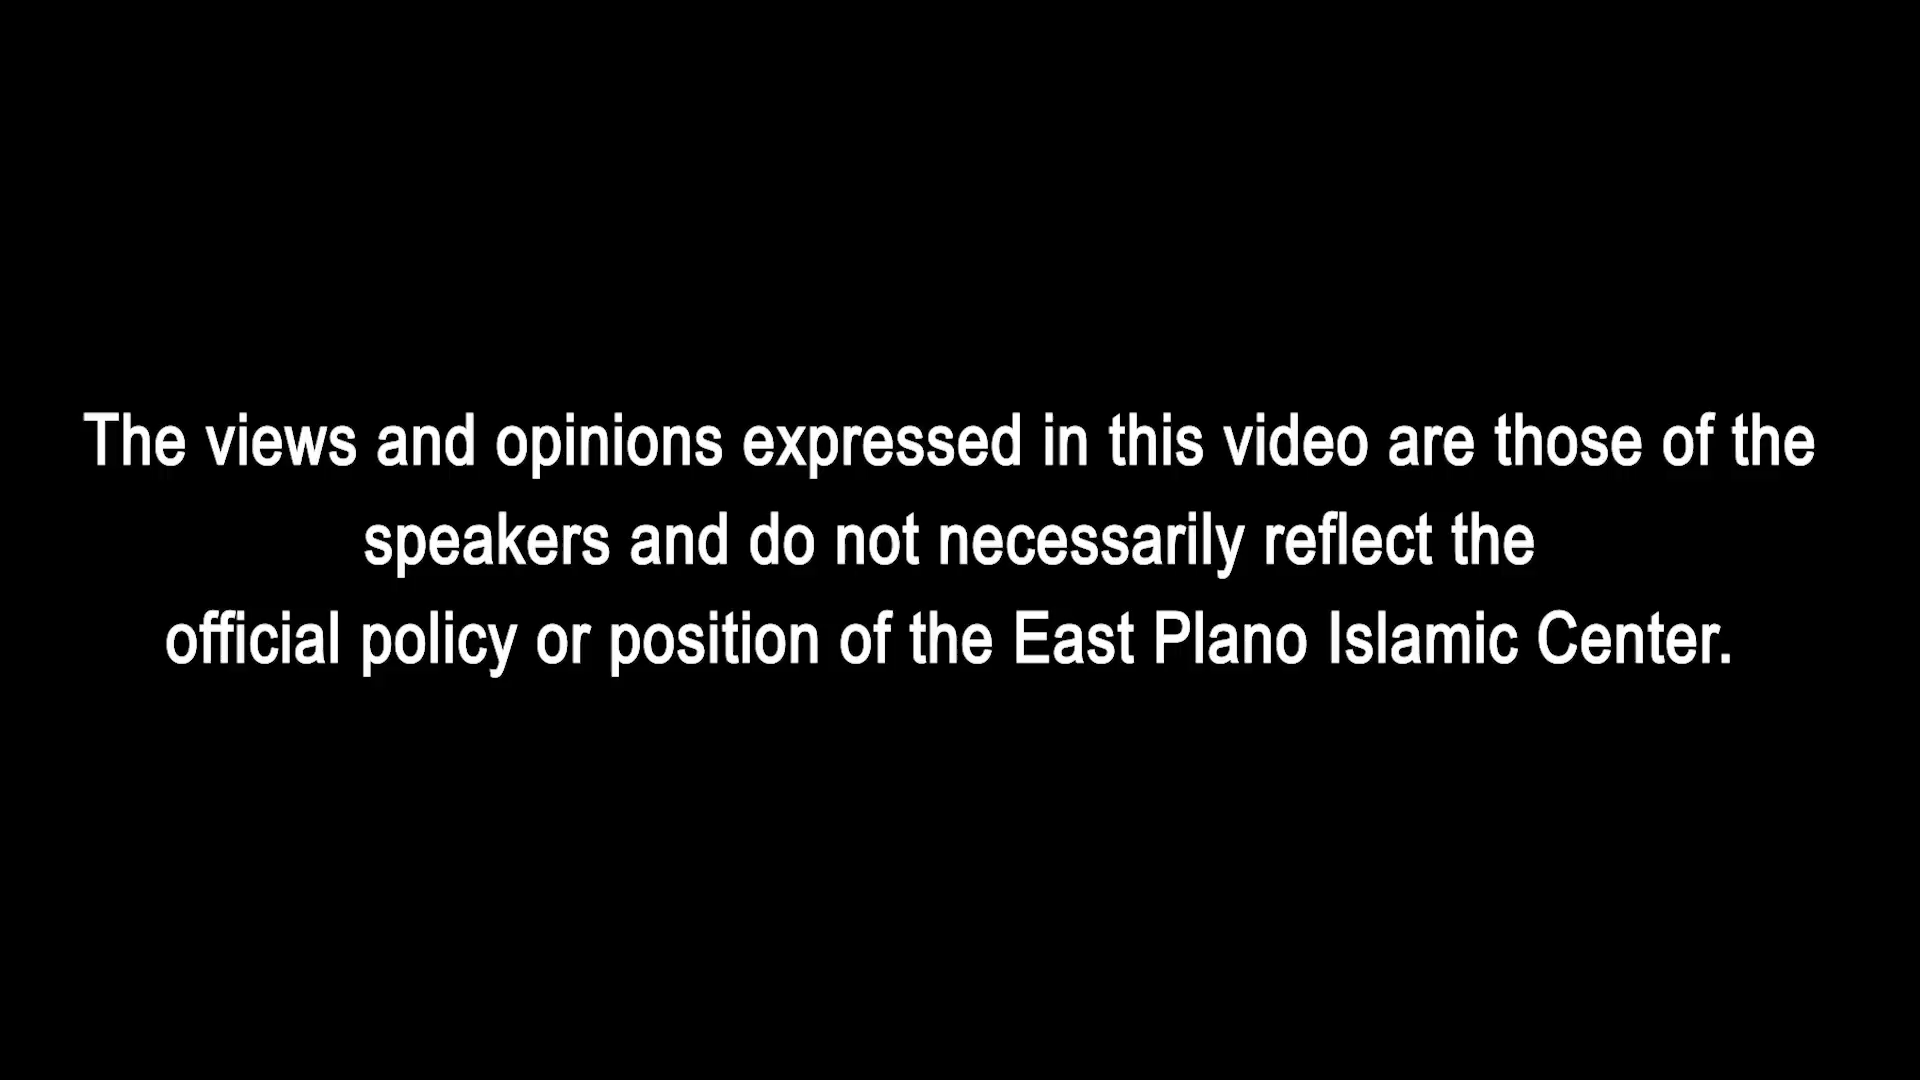 The views and opinions expressed in this video are those of the
speakers and do not necessarily reflect the
official policy or position of the East Plano Islamic Center.